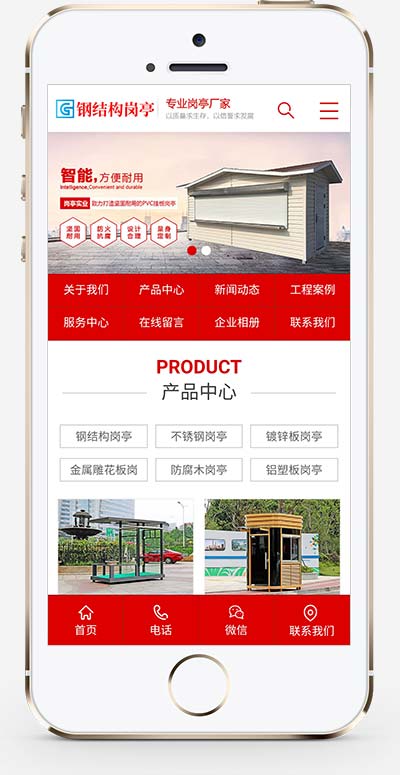 G 钢结构岗亭
专业岗亭厂家
以质量求生存，以信誉求发展
智能，方便耐用
Intelligence,Convenient and durable
岗亭实业 致力打造坚固耐用的PVC挂板岗亭
坚固耐用 防火抗腐 设计合理 量身定制
关于我们 产品中心 新闻动态 工程案例
服务中心 在线留言 企业相册 联系我们
PRODUCT
产品中心
钢结构岗亭 不锈钢岗亭 镀锌板岗亭
金属雕花板岗 防腐木岗亭 铝塑板岗亭
首页 电话 微信 联系我们